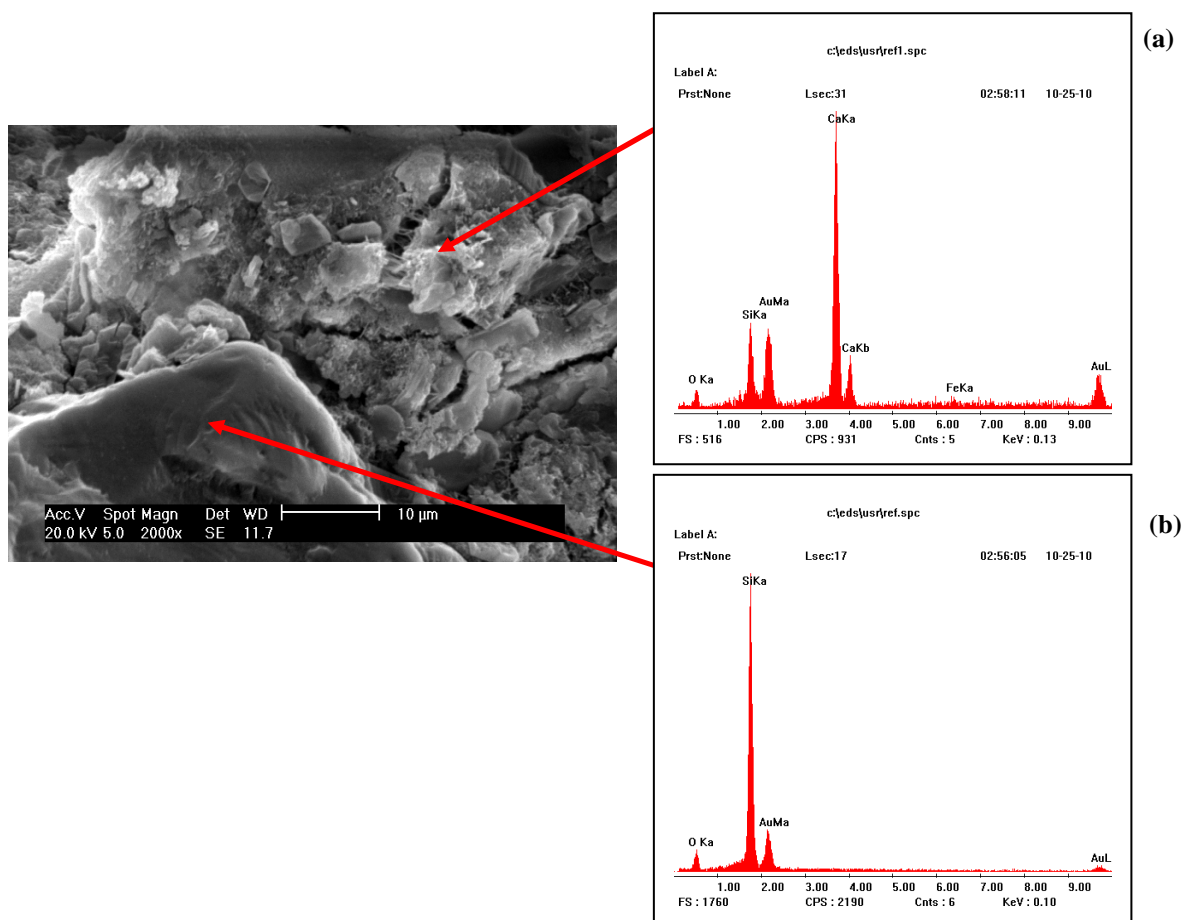 (a)
c:\eds\usr\ref1.spc
Label A:
Prst:None Lsec:31 02:58:11 10-25-10
CaKa
AuMa
SiKa
CaKb
O Ka
FeKa
AuL
1.00 2.00 3.00 4.00 5.00 6.00 7.00 8.00 9.00
FS : 516 CPS : 931 Cnts : 5 KeV : 0.13
Acc.V Spot Magn Det WD 10 µm
20.0 kV 5.0 2000x SE 11.7
(b)
c:\eds\usr\ref.spc
Label A:
Prst:None Lsec:17 02:56:05 10-25-10
SiKa
AuMa
O Ka
AuL
1.00 2.00 3.00 4.00 5.00 6.00 7.00 8.00 9.00
FS : 1760 CPS : 2190 Cnts : 6 KeV : 0.10